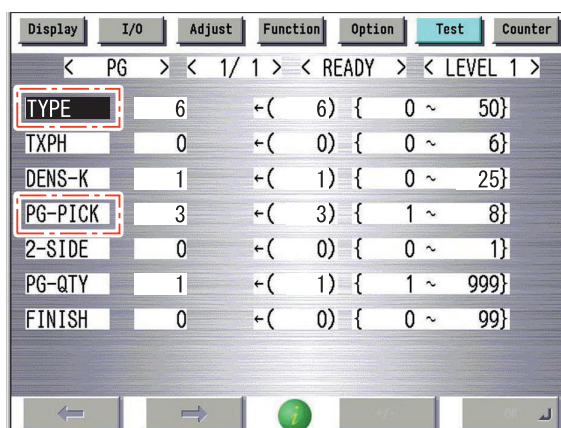 Display I/O Adjust Function Option Test Counter
< PG > < 1/ 1 > < READY > < LEVEL 1 >
TYPE 6 ←( 6) { 0 ~ 50}
TXPH 0 ←( 0) { 0 ~ 6}
DENS-K 1 ←( 1) { 0 ~ 25}
PG-PICK 3 ←( 3) { 1 ~ 8}
2-SIDE 0 ←( 0) { 0 ~ 1}
PG-QTY 1 ←( 1) { 1 ~ 999}
FINISH 0 ←( 0) { 0 ~ 99}
+/- OK